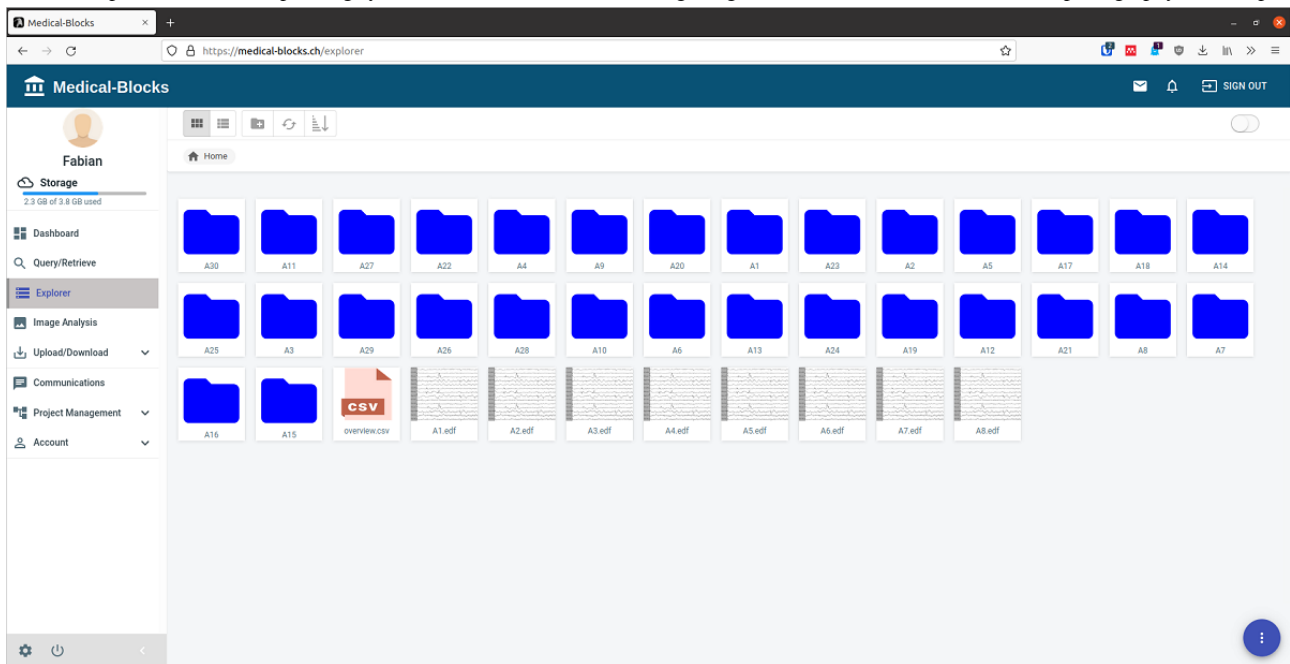 Medical-Blocks
https://medical-blocks.ch/explorer
Medical-Blocks
SIGN OUT
Fabian
Storage
2.3 GB of 3.8 GB used
Dashboard
Query/Retrieve
Explorer
Image Analysis
Upload/Download
Communications
Project Management
Account
Home
A30 A11 A27 A22 A4 A9 A20 A1 A23 A2 A5 A17 A18 A14
A25 A3 A29 A26 A28 A10 A6 A13 A24 A19 A12 A21 A8 A7
CSV
A16 A15 overview.csv A1.edf A2.edf A3.edf A4.edf A5.edf A6.edf A7.edf A8.edf